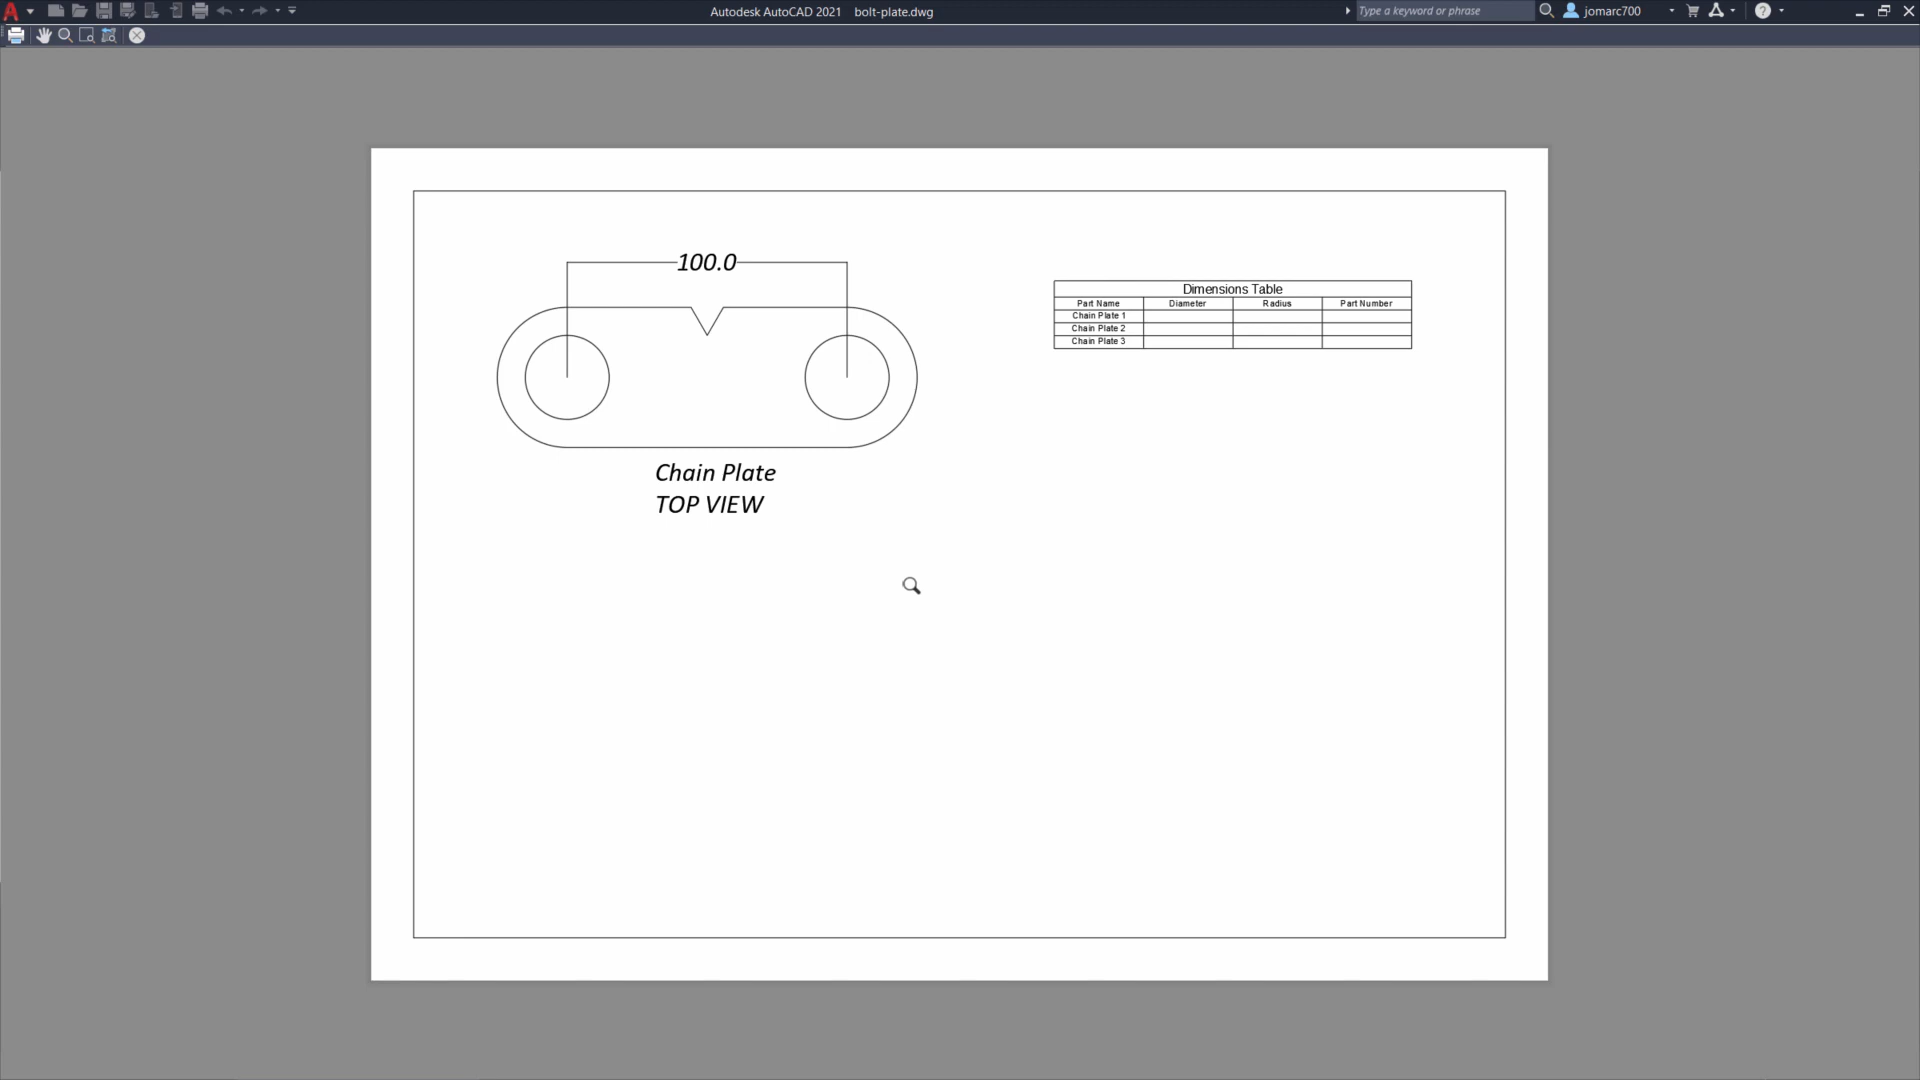 Autodesk AutoCAD 2021 bolt-plate.dwg
Type a keyword or phrase
jomarc700
100.0
Chain Plate
TOP VIEW
Dimensions Table
Part Name Diameter Radius Part Number
Chain Plate 1
Chain Plate 2
Chain Plate 3